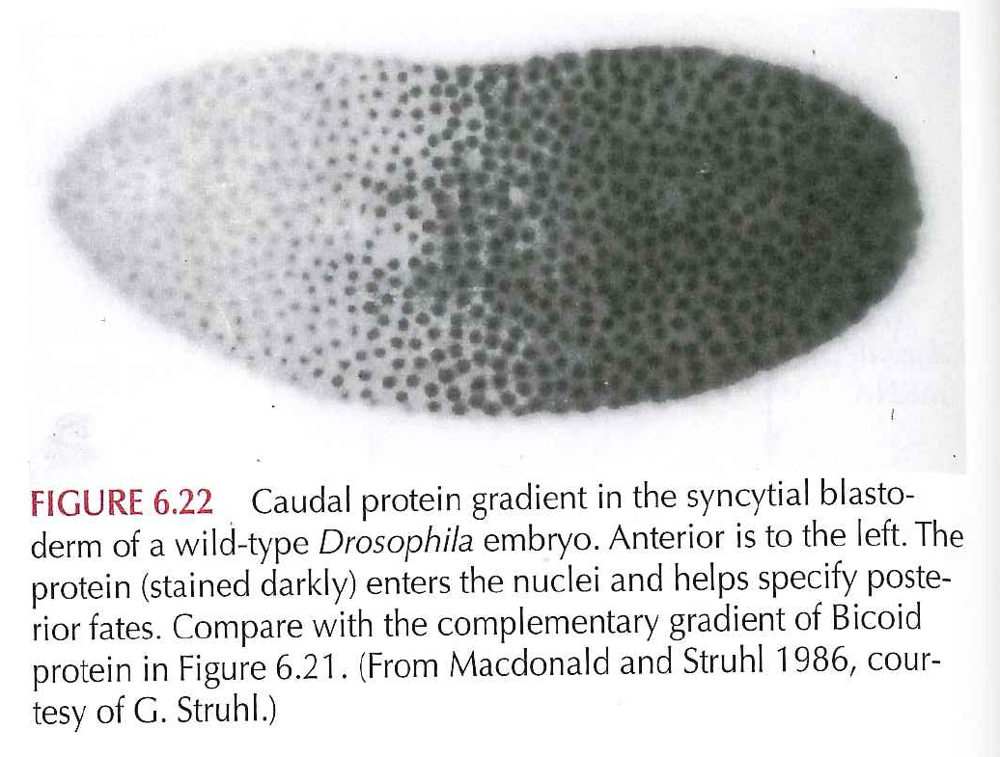 FIGURE 6.22 Caudal protein gradient in the syncytial blasto-
derm of a wild-type Drosophila embryo. Anterior is to the left. The
protein (stained darkly) enters the nuclei and helps specify poste-
rior fates. Compare with the complementary gradient of Bicoid
protein in Figure 6.21. (From Macdonald and Struhl 1986, cour-
tesy of G. Struhl.)